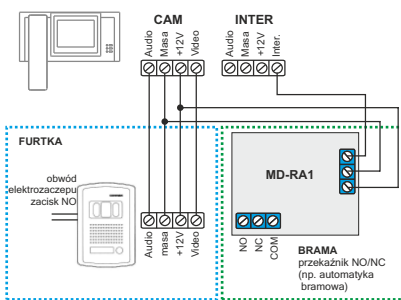 CAM
INTER
Audio
Masa
+12V
Video
Audio
Masa
+12V
Inter.
FURTKA
obwód
elektrozaczepu
zacisk NO
Audio
masa
+12V
Video
MD-RA1
NO
NC
COM
BRAMA
przekaźnik NO/NC
(np. automatyka
bramowa)